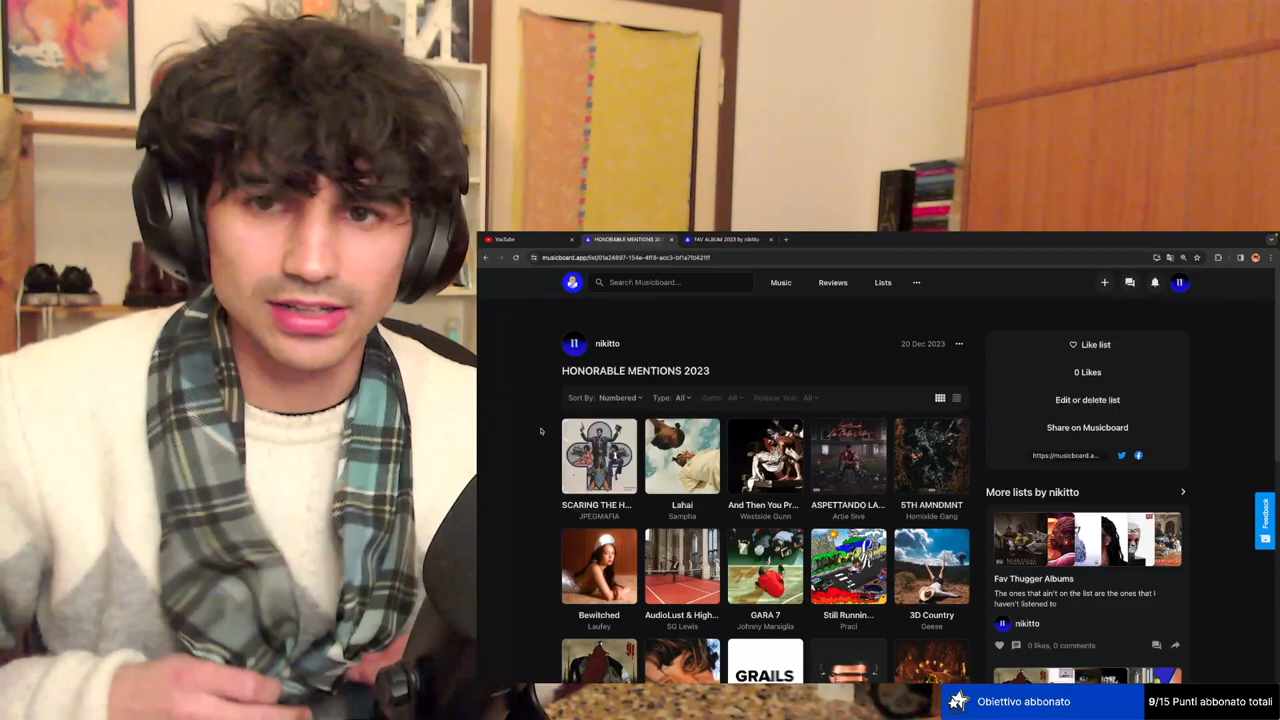 YouTube
HONORABLE MENTIONS 202
FAV ALBUM 2023 by nikitto
Search Musicboard...
Music
Reviews
Lists
nikitto
20 Dec 2023
HONORABLE MENTIONS 2023
Sort By: Numbered
Type: All
Genre: All
Release Year: All
SCARING THE H...
JPEGMAFIA
Lahai
Sampha
And Then You Pr...
Westside Gunn
ASPETTANDO LA...
Artie 5ive
5TH AMNDMNT
Homixide Gang
Bewitched
Laufey
AudioLust & High...
SG Lewis
GARA 7
Johnny Marsiglia
Still Runnin...
Praci
3D Country
Geese
GRAILS
Like list
0 Likes
Edit or delete list
Share on Musicboard
https://musicboard.a...
More lists by nikitto
Fav Thugger Albums
The ones that ain't on the list are the ones that I
haven't listened to
nikitto
0 likes, 0 comments
Feedback
Obiettivo abbonato
9/15 Punti abbonato totali